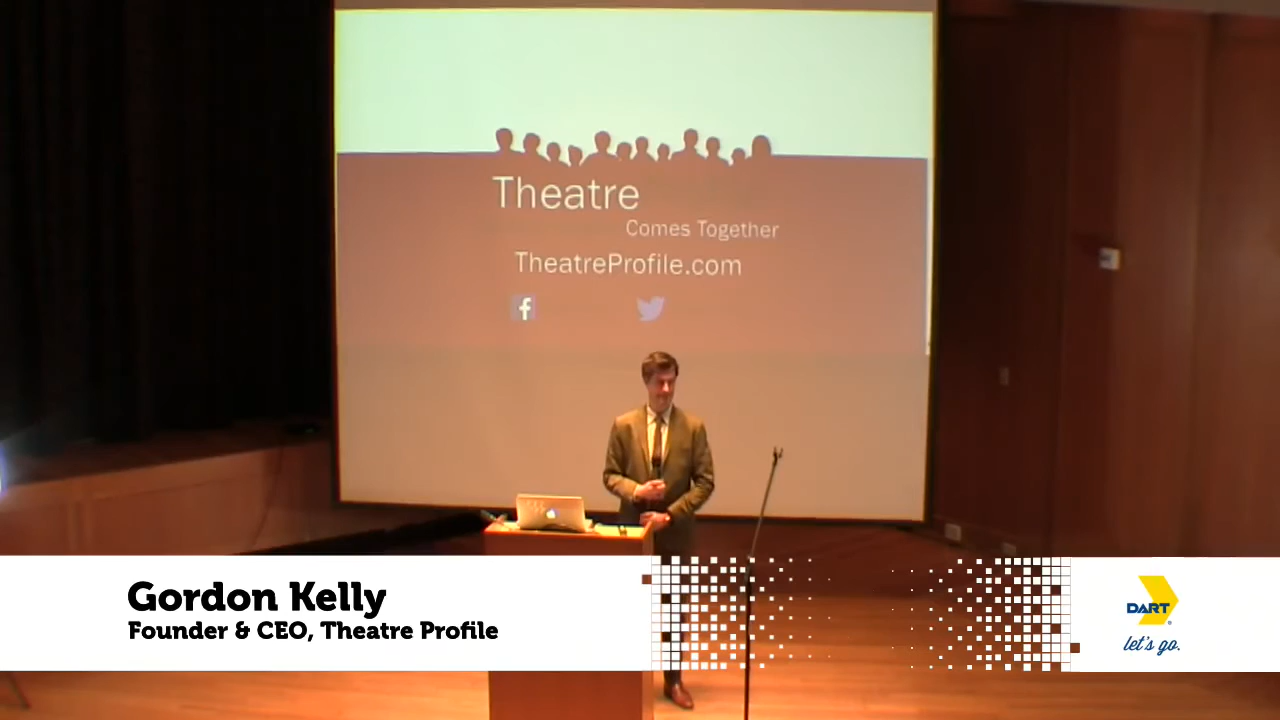 Theatre
Comes Together
TheatreProfile.com
f
Gordon Kelly
Founder & CEO, Theatre Profile
DART
let's go.